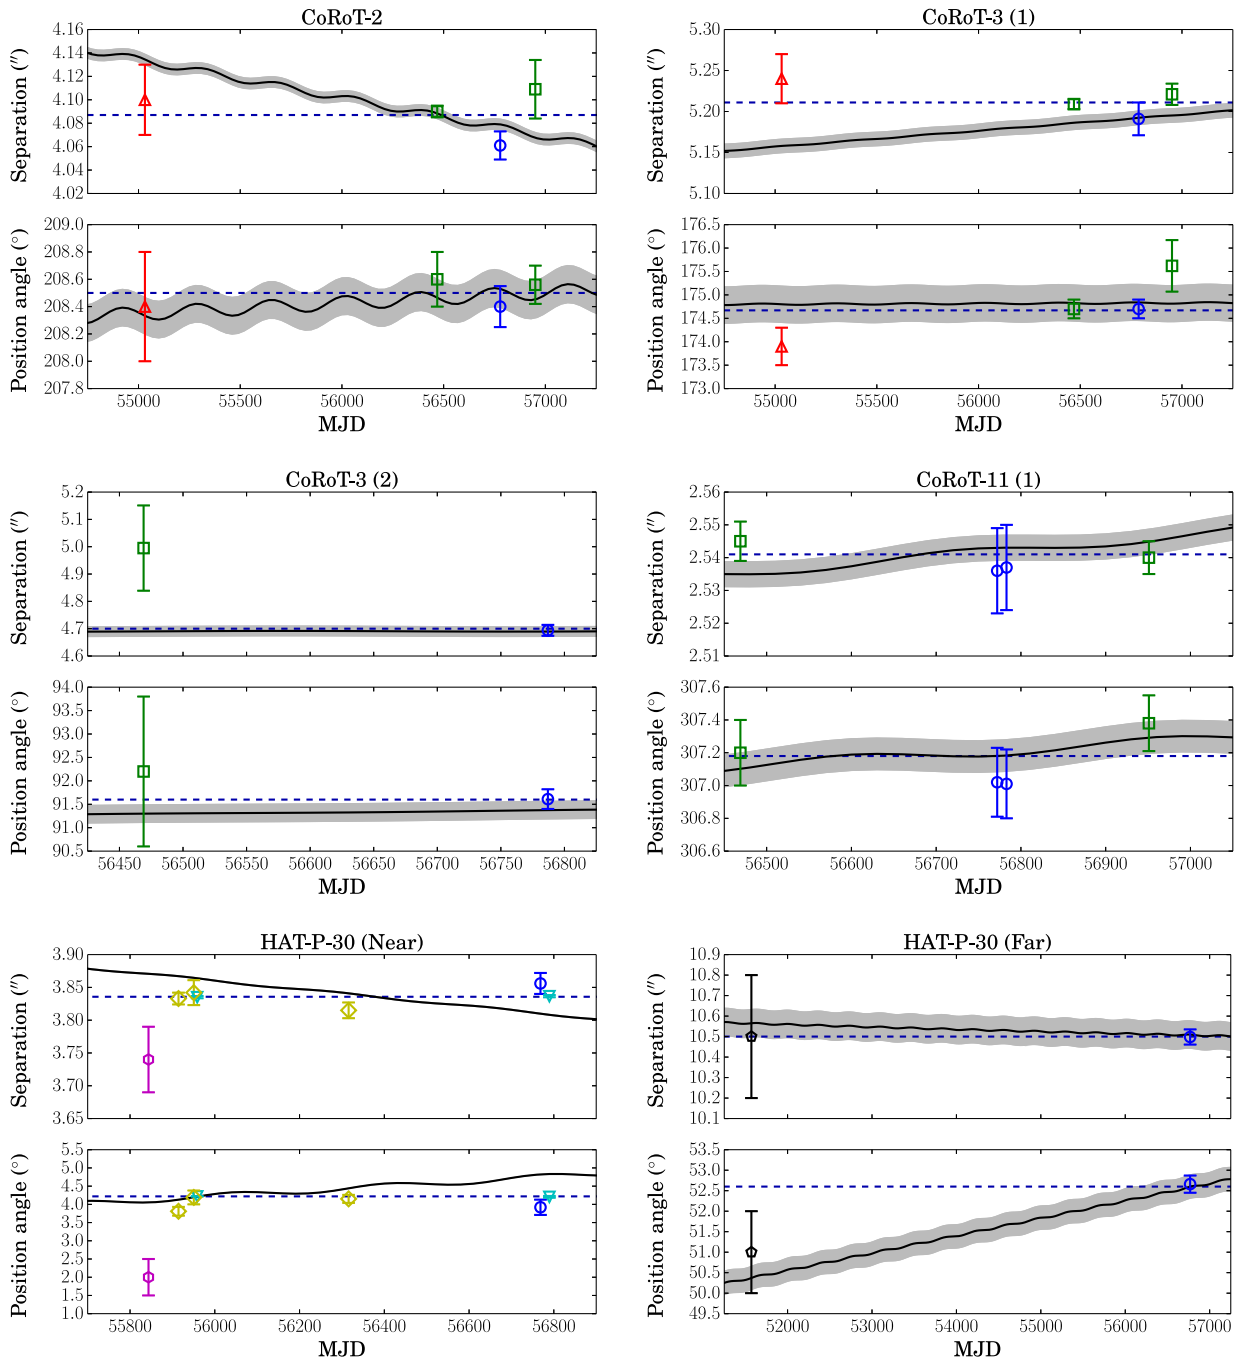 CoRoT-2
Separation (″)
4.16
4.14
4.12
4.10
4.08
4.06
4.04
4.02
Position angle (°)
209.0
208.8
208.6
208.4
208.2
208.0
207.8
55000 55500 56000 56500 57000
MJD
CoRoT-3 (1)
Separation (″)
5.30
5.25
5.20
5.15
5.10
Position angle (°)
176.5
176.0
175.5
175.0
174.5
174.0
173.5
173.0
55000 55500 56000 56500 57000
MJD
CoRoT-3 (2)
Separation (″)
5.2
5.1
5.0
4.9
4.8
4.7
4.6
Position angle (°)
94.0
93.5
93.0
92.5
92.0
91.5
91.0
90.5
56450 56500 56550 56600 56650 56700 56750 56800
MJD
CoRoT-11 (1)
Separation (″)
2.56
2.55
2.54
2.53
2.52
2.51
Position angle (°)
307.6
307.4
307.2
307.0
306.8
306.6
56500 56600 56700 56800 56900 57000
MJD
HAT-P-30 (Near)
Separation (″)
3.90
3.85
3.80
3.75
3.70
3.65
Position angle (°)
5.5
5.0
4.5
4.0
3.5
3.0
2.5
2.0
1.5
1.0
55800 56000 56200 56400 56600 56800
MJD
HAT-P-30 (Far)
Separation (″)
10.9
10.8
10.7
10.6
10.5
10.4
10.3
10.2
10.1
Position angle (°)
53.5
53.0
52.5
52.0
51.5
51.0
50.5
50.0
49.5
52000 53000 54000 55000 56000 57000
MJD